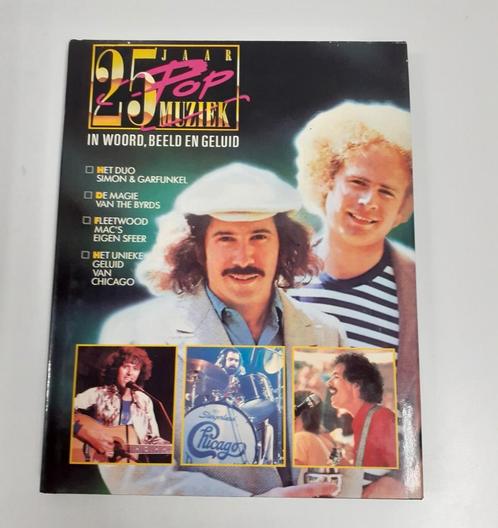 25 JAAR
Pop
MUZIEK
IN WOORD, BEELD EN GELUID
HET DUO
SIMON & GARFUNKEL
DE MAGIE
VAN THE BYRDS
FLEETWOOD
MAC'S
EIGEN SFEER
HET UNIEKE
GELUID
VAN
CHICAGO
Slingerland
Chicago